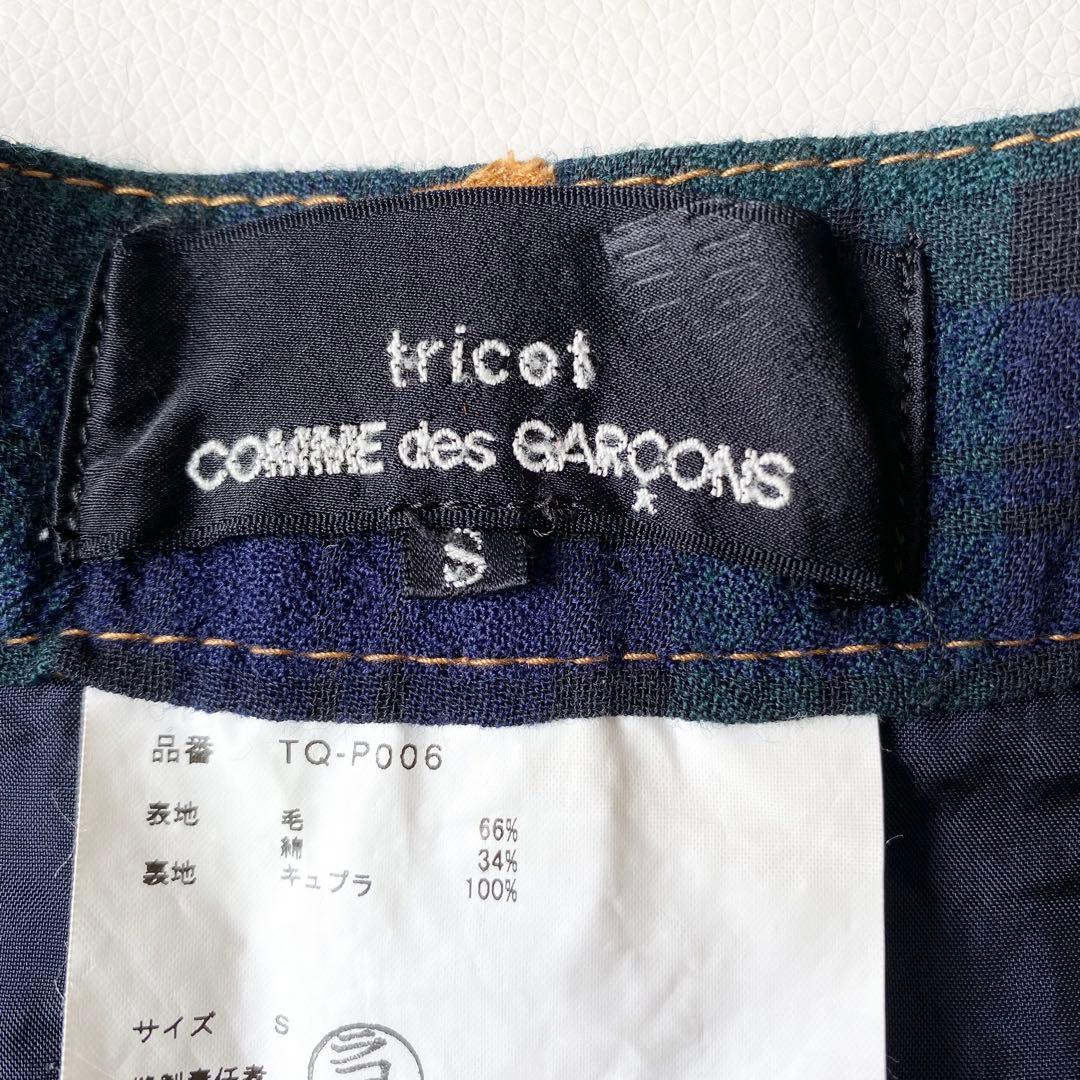 tricot
COMME des GARÇONS
S
品番 TQ-P006
表地 毛 66%
綿 34%
裏地 キュプラ 100%
サイズ S